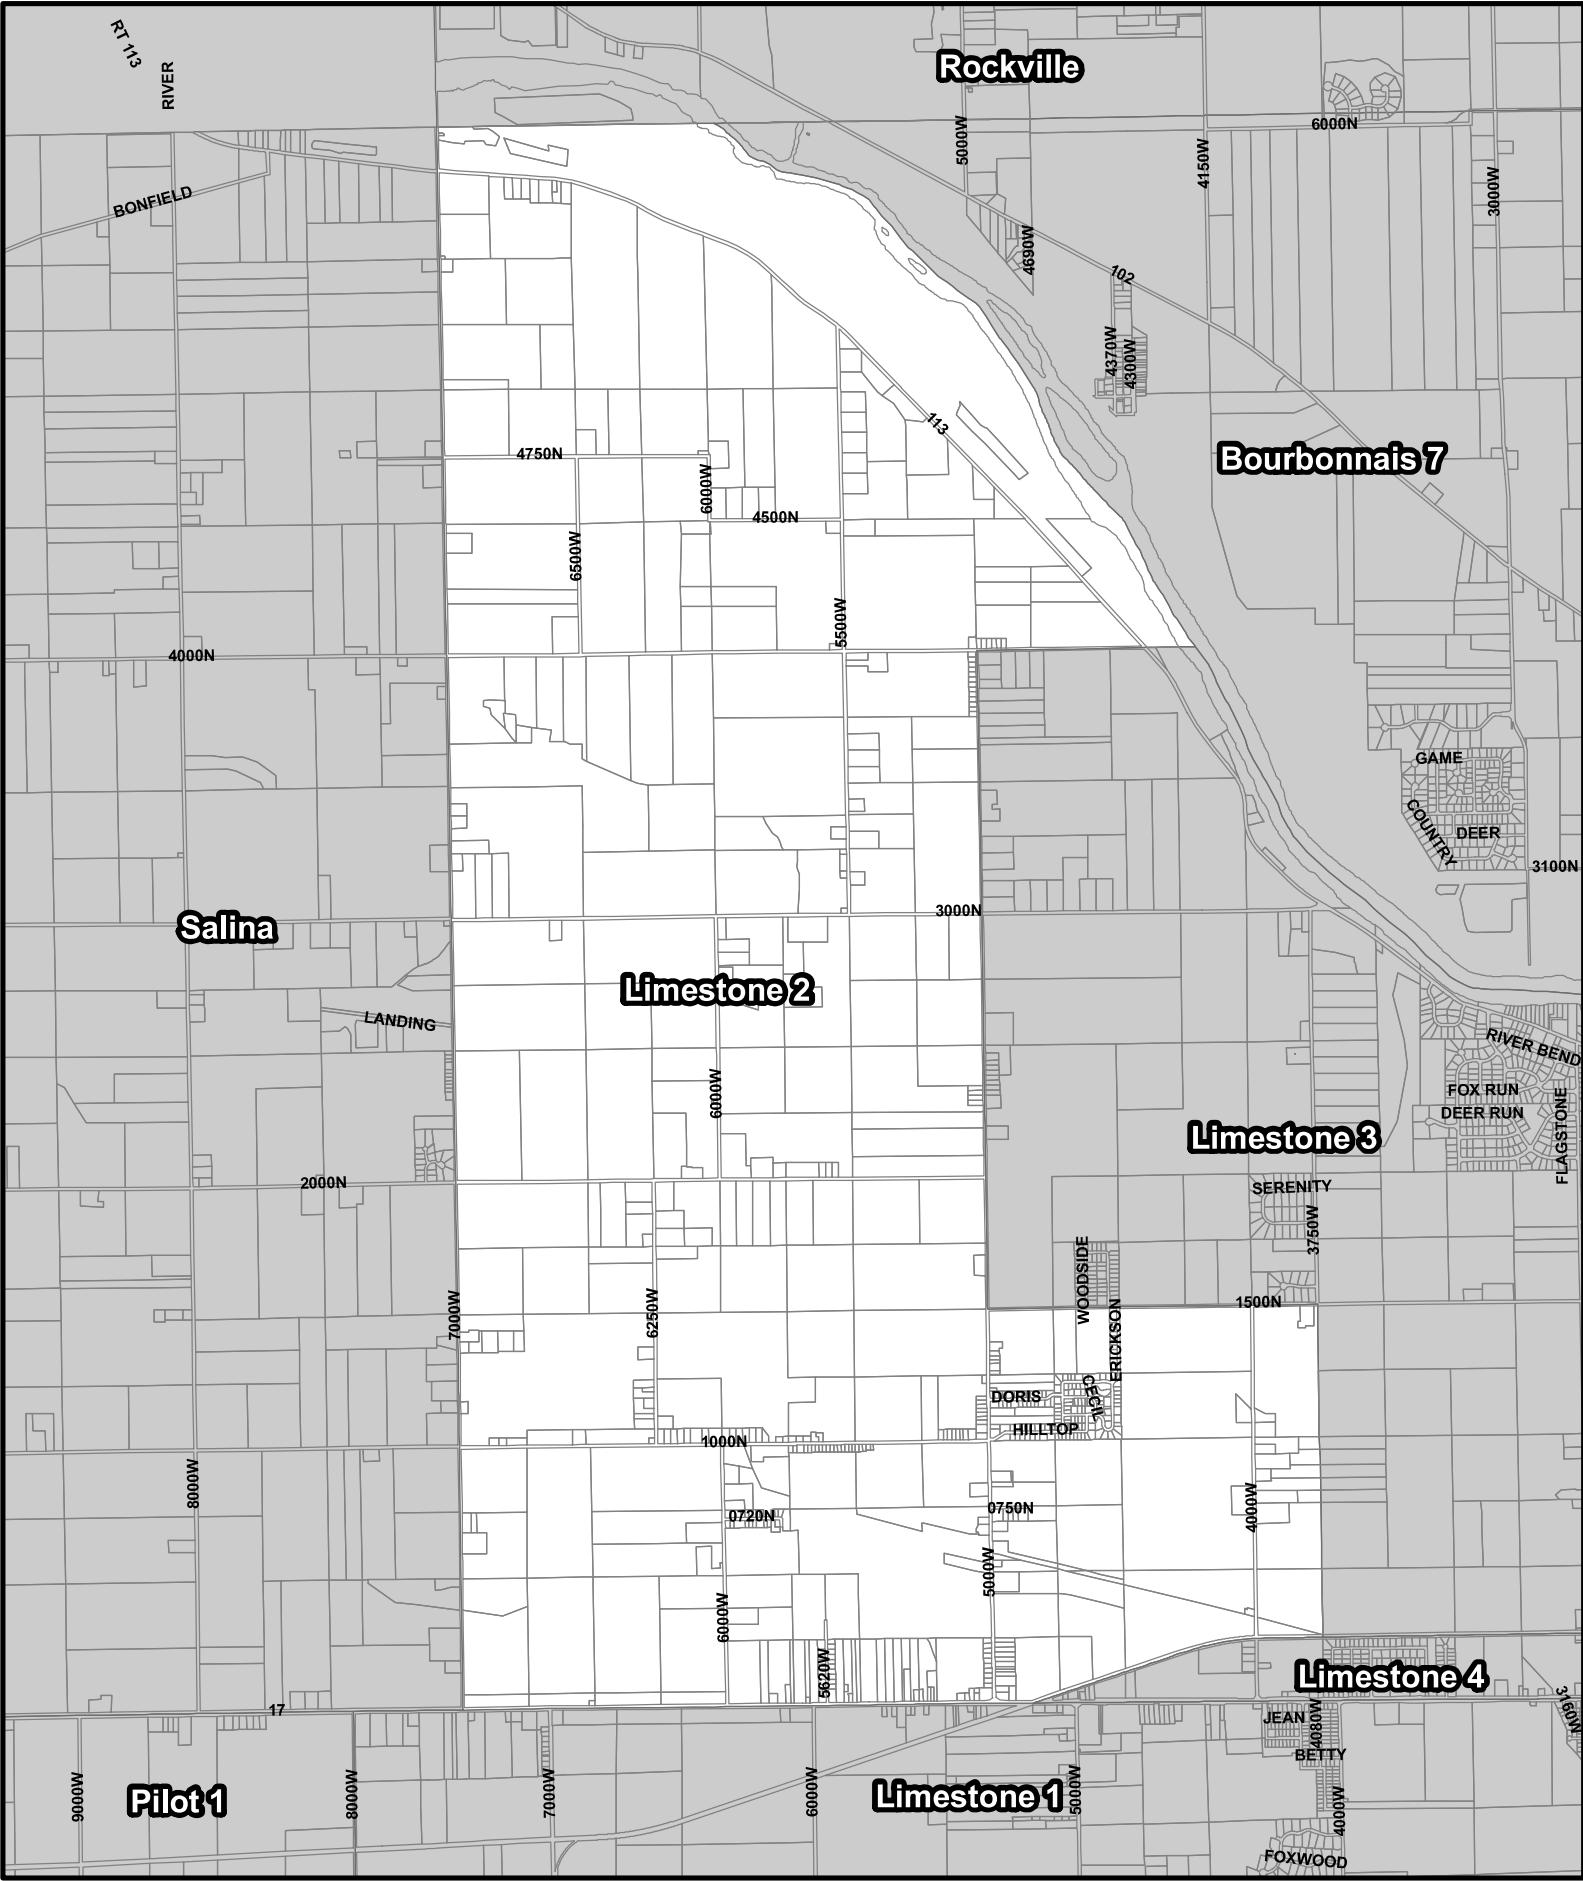 RT 113
RIVER
Rockville
5000W
6000N
4150W
3000W
BONFIELD
4690W
102
4370W
4300W
113
4750N
Bourbonnais 7
6000W
4500N
6500W
5500W
4000N
GAME
COUNTRY
DEER
3100N
3000N
Salina
Limestone 2
LANDING
RIVER BEND
6000W
FOX RUN
DEER RUN
FLAGSTONE
Limestone 3
2000N
SERENITY
3750W
WOODSIDE
7000W
6250W
1500N
ERICKSON
DORIS
CECIL
HILLTOP
1000N
8000W
0720N
0750N
4000W
5000W
6000W
5620W
Limestone 4
17
JEAN
4080W
3160W
BETTY
9000W
Pilot 1
8000W
7000W
6000W
Limestone 1
5000W
4000W
FOXWOOD